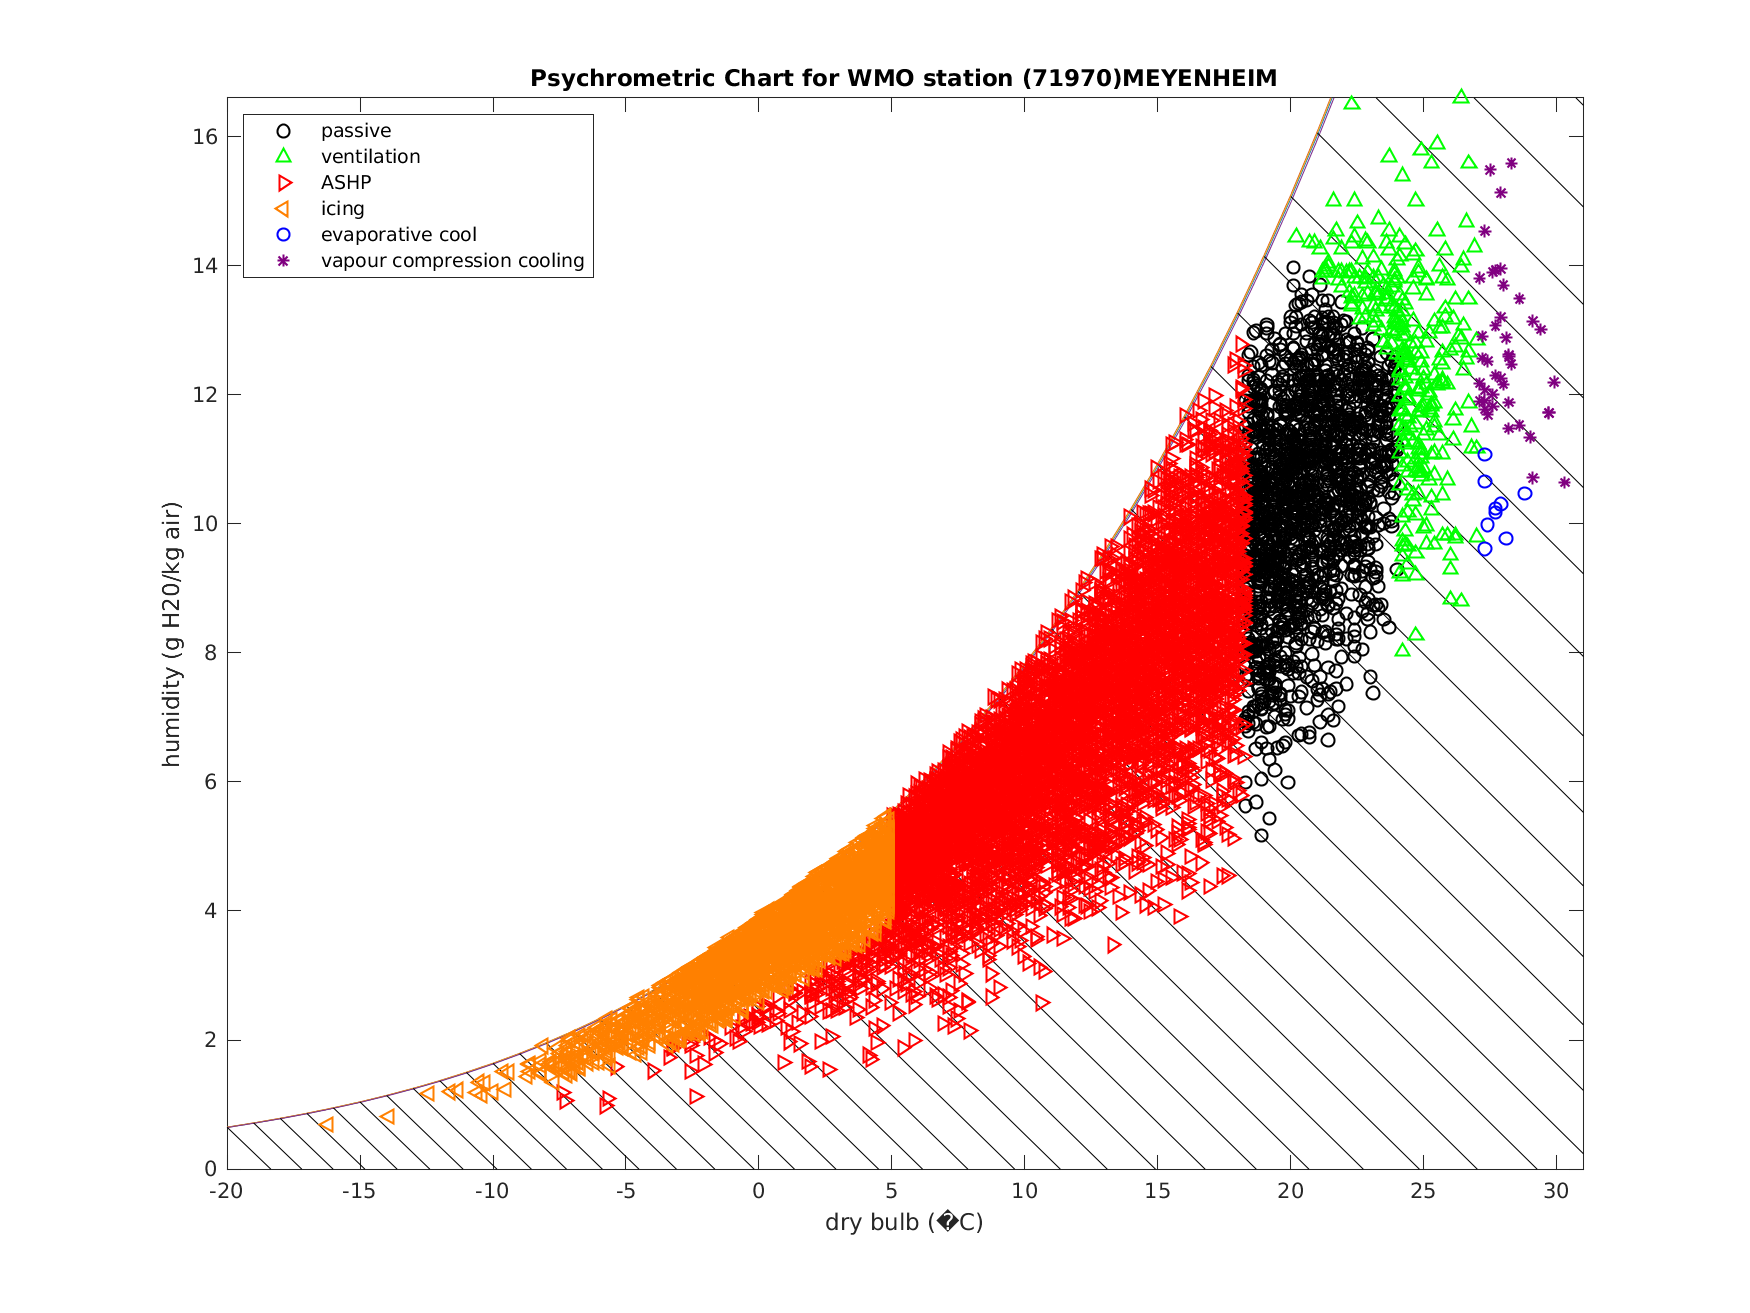 Psychrometric Chart for WMO station (71970)MEYENHEIM
passive
ventilation
ASHP
icing
evaporative cool
vapour compression cooling
humidity (g H20/kg air)
16
14
12
10
8
6
4
2
0
-20 -15 -10 -5 0 5 10 15 20 25 30
dry bulb (�C)